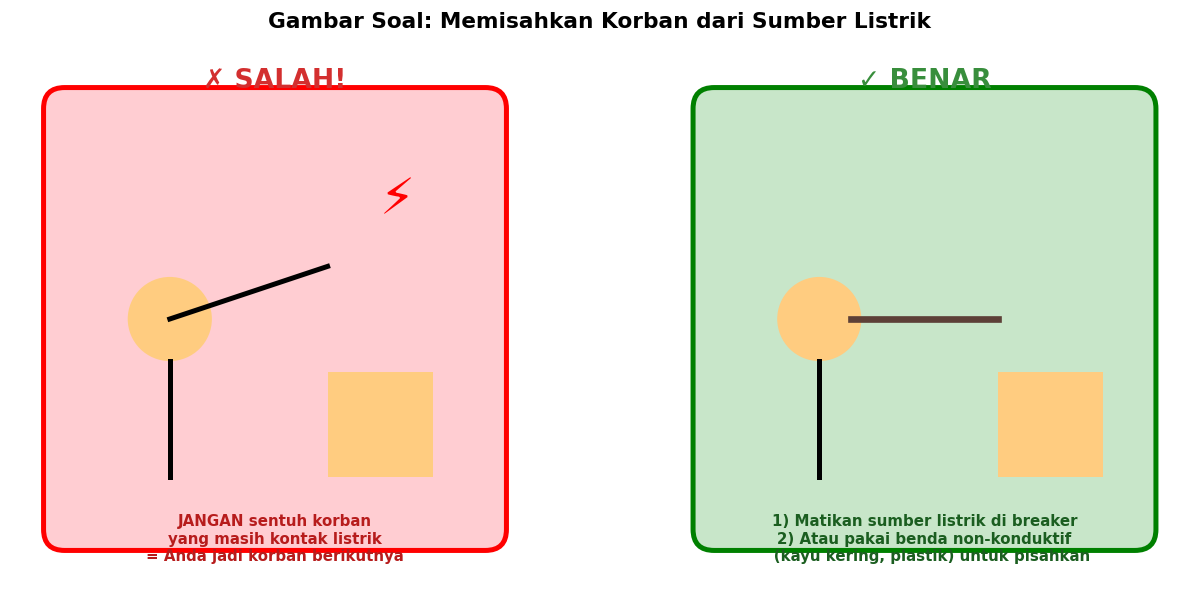 Gambar Soal: Memisahkan Korban dari Sumber Listrik
✗ SALAH!
JANGAN sentuh korban
yang masih kontak listrik
= Anda jadi korban berikutnya
✓ BENAR
1) Matikan sumber listrik di breaker
2) Atau pakai benda non-konduktif
(kayu kering, plastik) untuk pisahkan